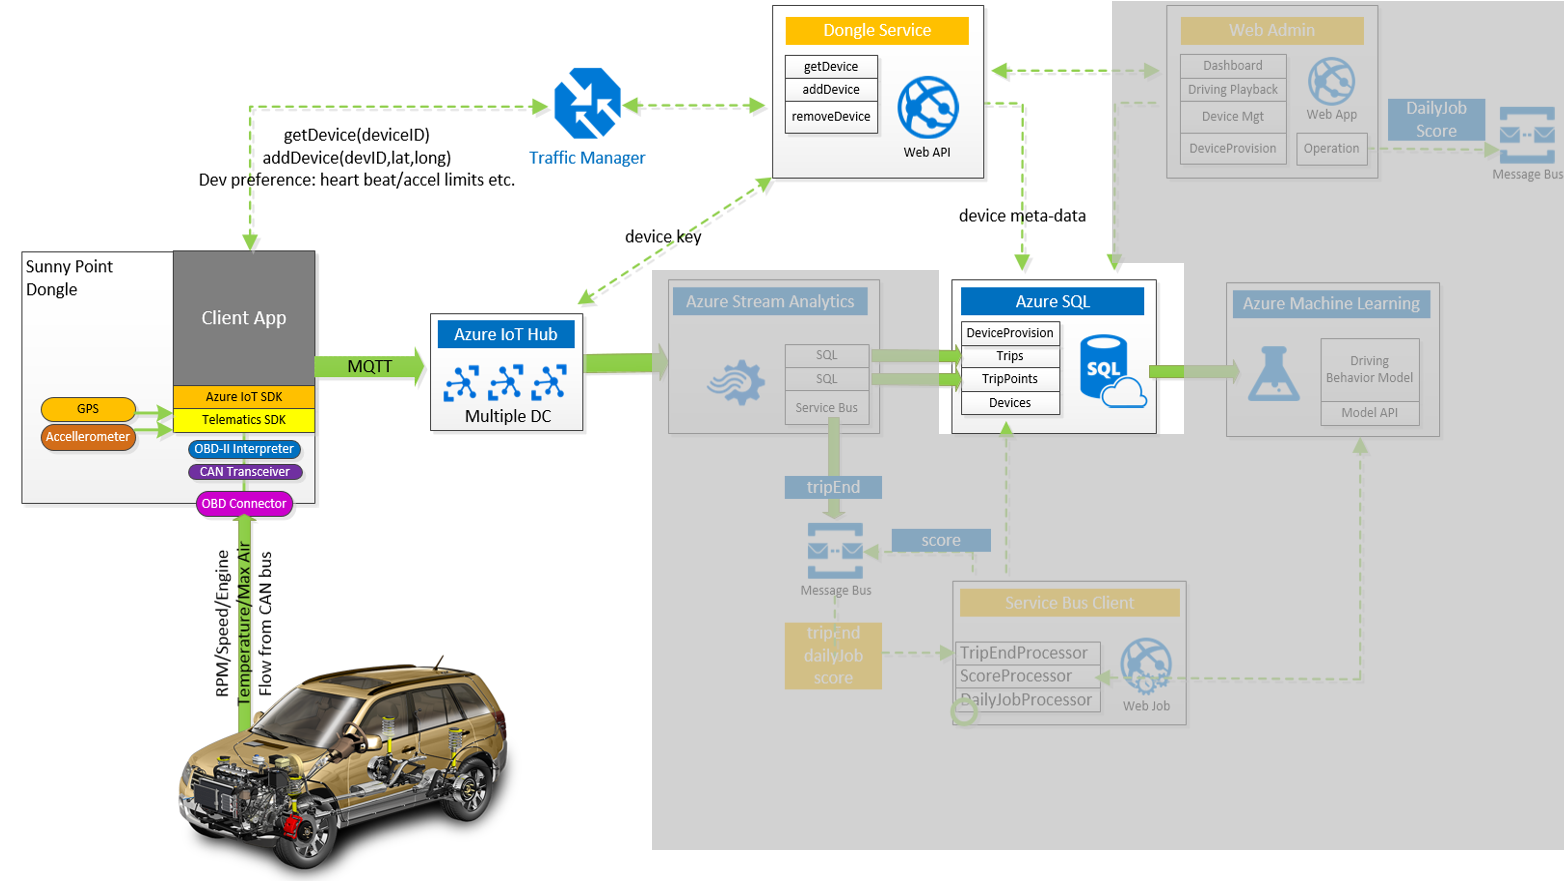 Dongle Service
getDevice
addDevice
removeDevice
Web API
Web Admin
Dashboard
Driving Playback
Device Mgt
DeviceProvision
Web App
Operation
DailyJob
Score
Message Bus
getDevice(deviceID)
addDevice(devID,lat,long)
Dev preference: heart beat/accel limits etc.
Traffic Manager
device key
device meta-data
Sunny Point
Dongle
Client App
Azure IoT SDK
Telematics SDK
GPS
Accellerometer
OBD-II Interpreter
CAN Transceiver
OBD Connector
MQTT
Azure IoT Hub
Multiple DC
Azure Stream Analytics
SQL
SQL
Service Bus
Azure SQL
DeviceProvision
Trips
TripPoints
Devices
SQL
Azure Machine Learning
Driving
Behavior Model
Model API
tripEnd
Message Bus
score
tripEnd
dailyJob
score
Service Bus Client
TripEndProcessor
ScoreProcessor
DailyJobProcessor
Web Job
RPM/Speed/Engine
Temperature/Max Air
Flow from CAN bus